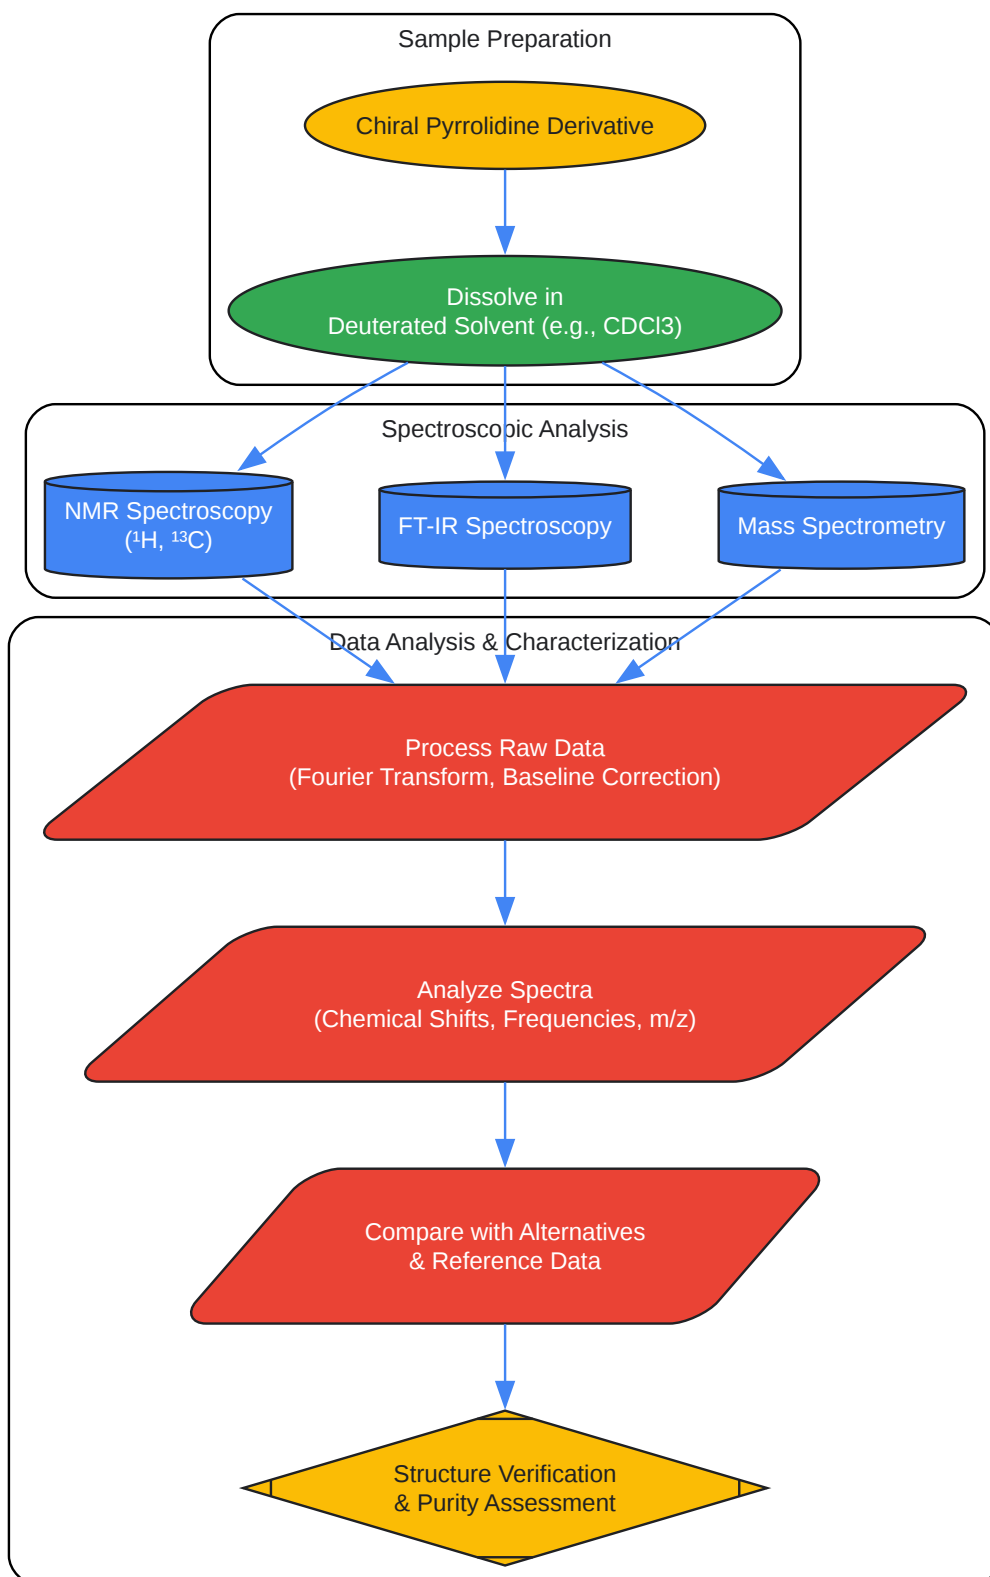 Sample Preparation
Chiral Pyrrolidine Derivative
Dissolve in
Deuterated Solvent (e.g., CDCl3)
Spectroscopic Analysis
NMR Spectroscopy
(¹H, ¹³C)
FT-IR Spectroscopy
Mass Spectrometry
Data Analysis & Characterization
Process Raw Data
(Fourier Transform, Baseline Correction)
Analyze Spectra
(Chemical Shifts, Frequencies, m/z)
Compare with Alternatives
& Reference Data
Structure Verification
& Purity Assessment